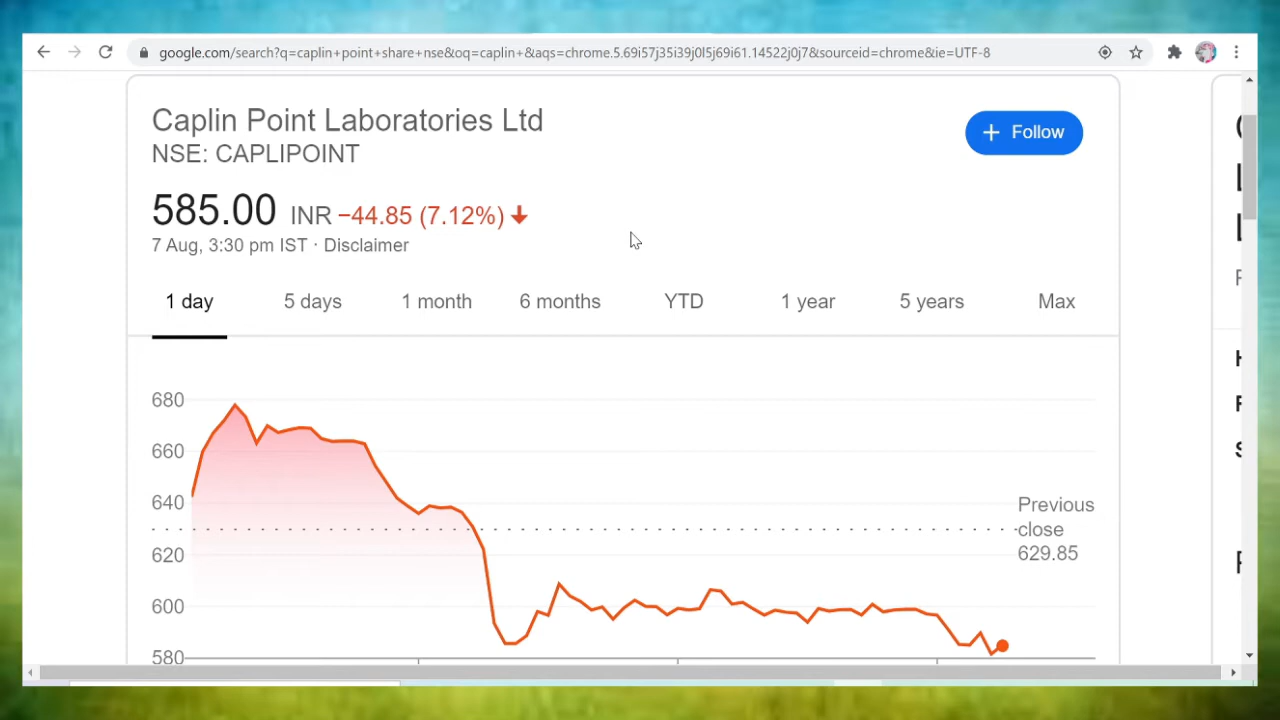 google.com/search?q=caplin+point+share+nse&oq=caplin+&aqs=chrome.5.69i57j35i39j0l5j69i61.14522j0j7&sourceid=chrome&ie=UTF-8
Caplin Point Laboratories Ltd
NSE: CAPLIPOINT
+ Follow
585.00 INR −44.85 (7.12%)
7 Aug, 3:30 pm IST · Disclaimer
1 day 5 days 1 month 6 months YTD 1 year 5 years Max
680
660
640
Previous
close
629.85
620
600
580